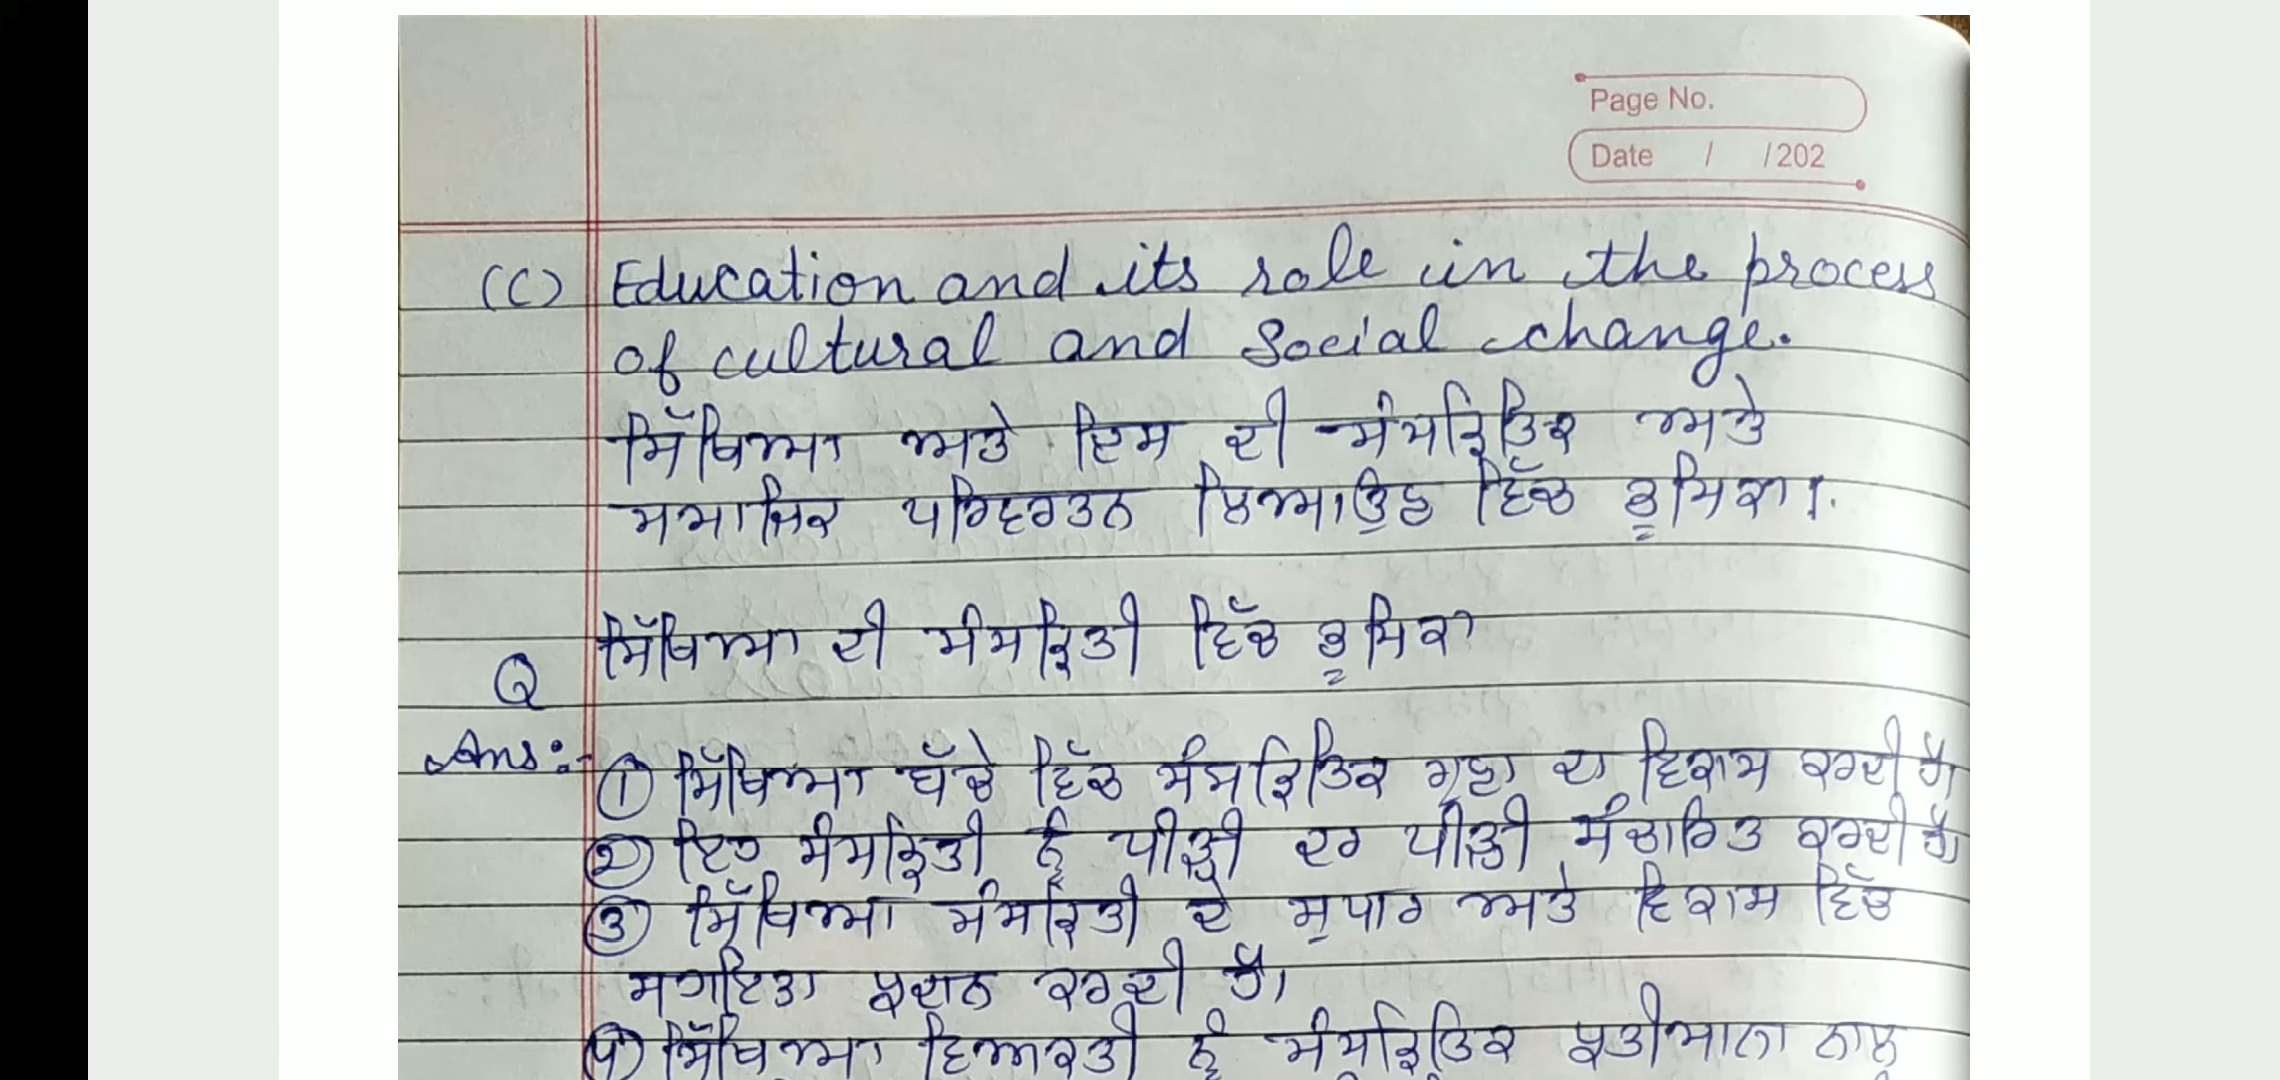 Page No.
Date / /202
(C) Education and its role in the process
of cultural and Social change.
ਸਿੱਖਿਆ ਅਤੇ ਇਸ ਦੀ ਸੰਸਕ੍ਰਿਤਿਕ ਅਤੇ
ਸਮਾਜਿਕ ਪਰਿਵਰਤਨ ਲਿਆਉਣ ਵਿੱਚ ਭੂਮਿਕਾ।
ਸਿੱਖਿਆ ਦੀ ਸੰਸਕ੍ਰਿਤੀ ਵਿੱਚ ਭੂਮਿਕਾ
Q
Ans:- ① ਸਿੱਖਿਆ ਬੱਚੇ ਵਿੱਚ ਸੰਸਕ੍ਰਿਤਿਕ ਗੁਣਾ ਦਾ ਵਿਕਾਸ ਕਰਦੀ ਹੈ।
② ਇਹ ਸੰਸਕ੍ਰਿਤੀ ਨੂੰ ਪੀੜ੍ਹੀ ਦਰ ਪੀੜ੍ਹੀ ਸੰਚਾਰਿਤ ਕਰਦੀ ਹੈ।
③ ਸਿੱਖਿਆ ਸੰਸਕ੍ਰਿਤੀ ਦੇ ਸੁਧਾਰ ਅਤੇ ਵਿਕਾਸ ਵਿੱਚ
ਸਹਾਇਤਾ ਪ੍ਰਦਾਨ ਕਰਦੀ ਹੈ।
④ ਸਿੱਖਿਆ ਵਿਅਕਤੀ ਨੂੰ ਸੰਸਕ੍ਰਿਤਿਕ ਪ੍ਰਤੀਮਾਨਾ ਨਾਲ